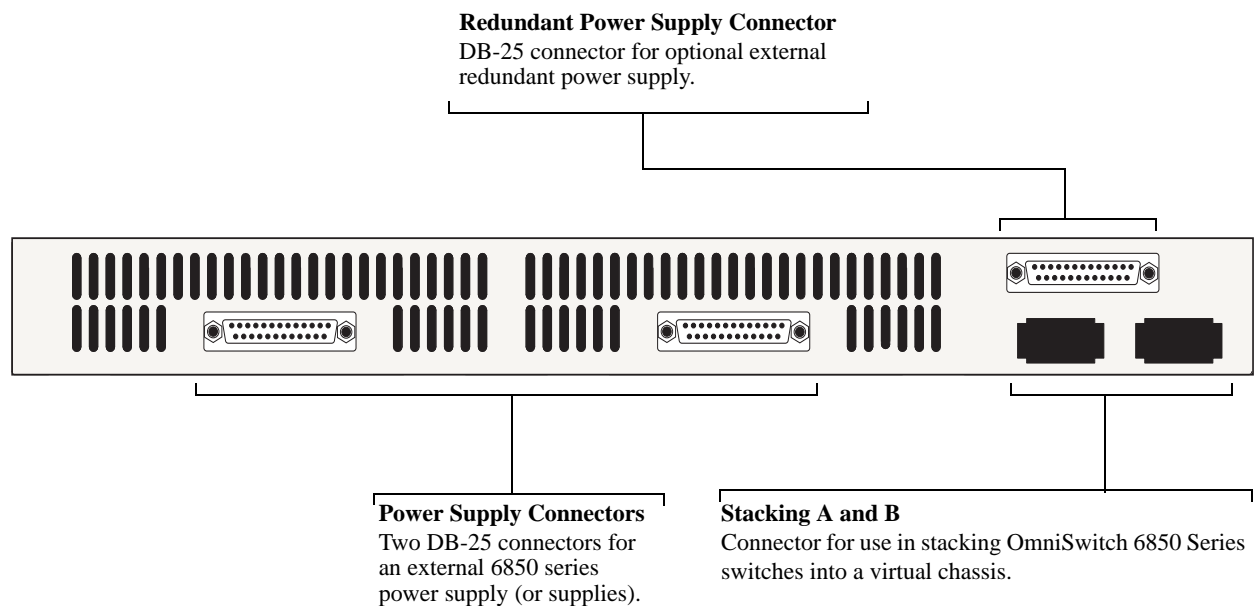 Redundant Power Supply Connector
DB-25 connector for optional external
redundant power supply.
Power Supply Connectors
Two DB-25 connectors for
an external 6850 series
power supply (or supplies).
Stacking A and B
Connector for use in stacking OmniSwitch 6850 Series
switches into a virtual chassis.